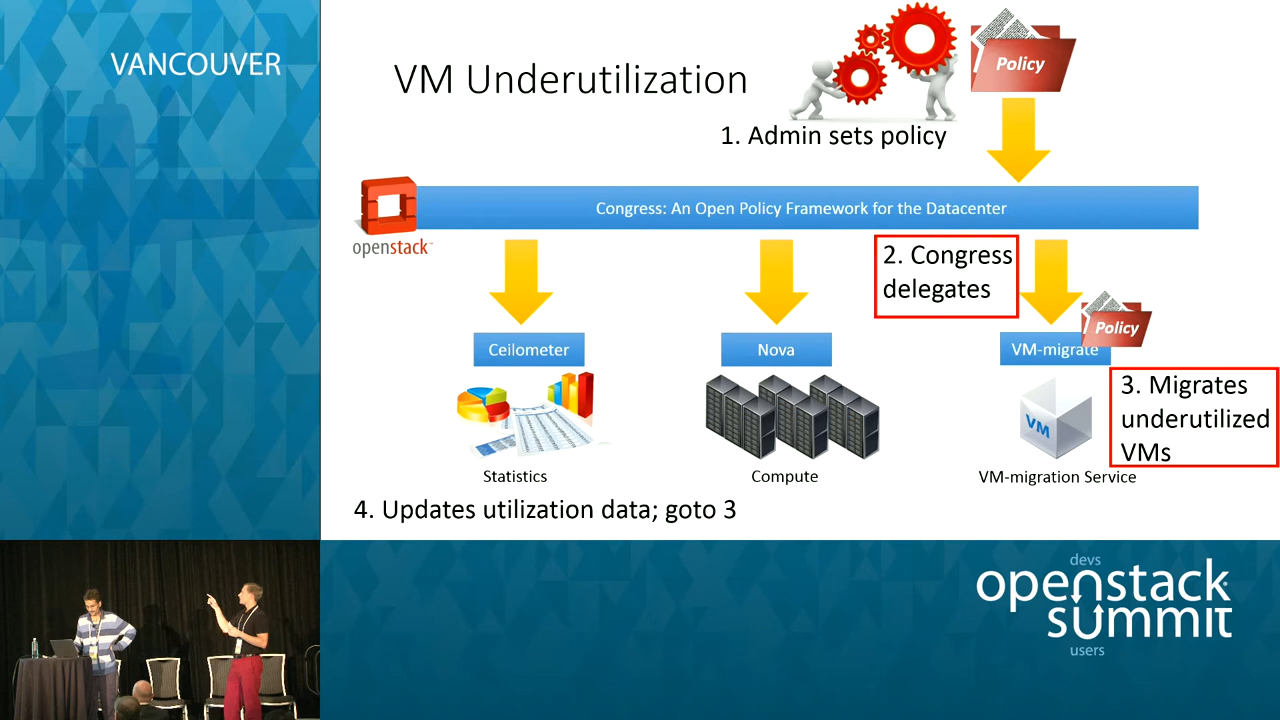 VANCOUVER
VM Underutilization
Policy
1. Admin sets policy
Congress: An Open Policy Framework for the Datacenter
openstack
2. Congress
delegates
Policy
Ceilometer
Nova
VM-migrate
3. Migrates
underutilized
VMs
VM
Statistics
Compute
VM-migration Service
4. Updates utilization data; goto 3
devs
openstack
summit
users